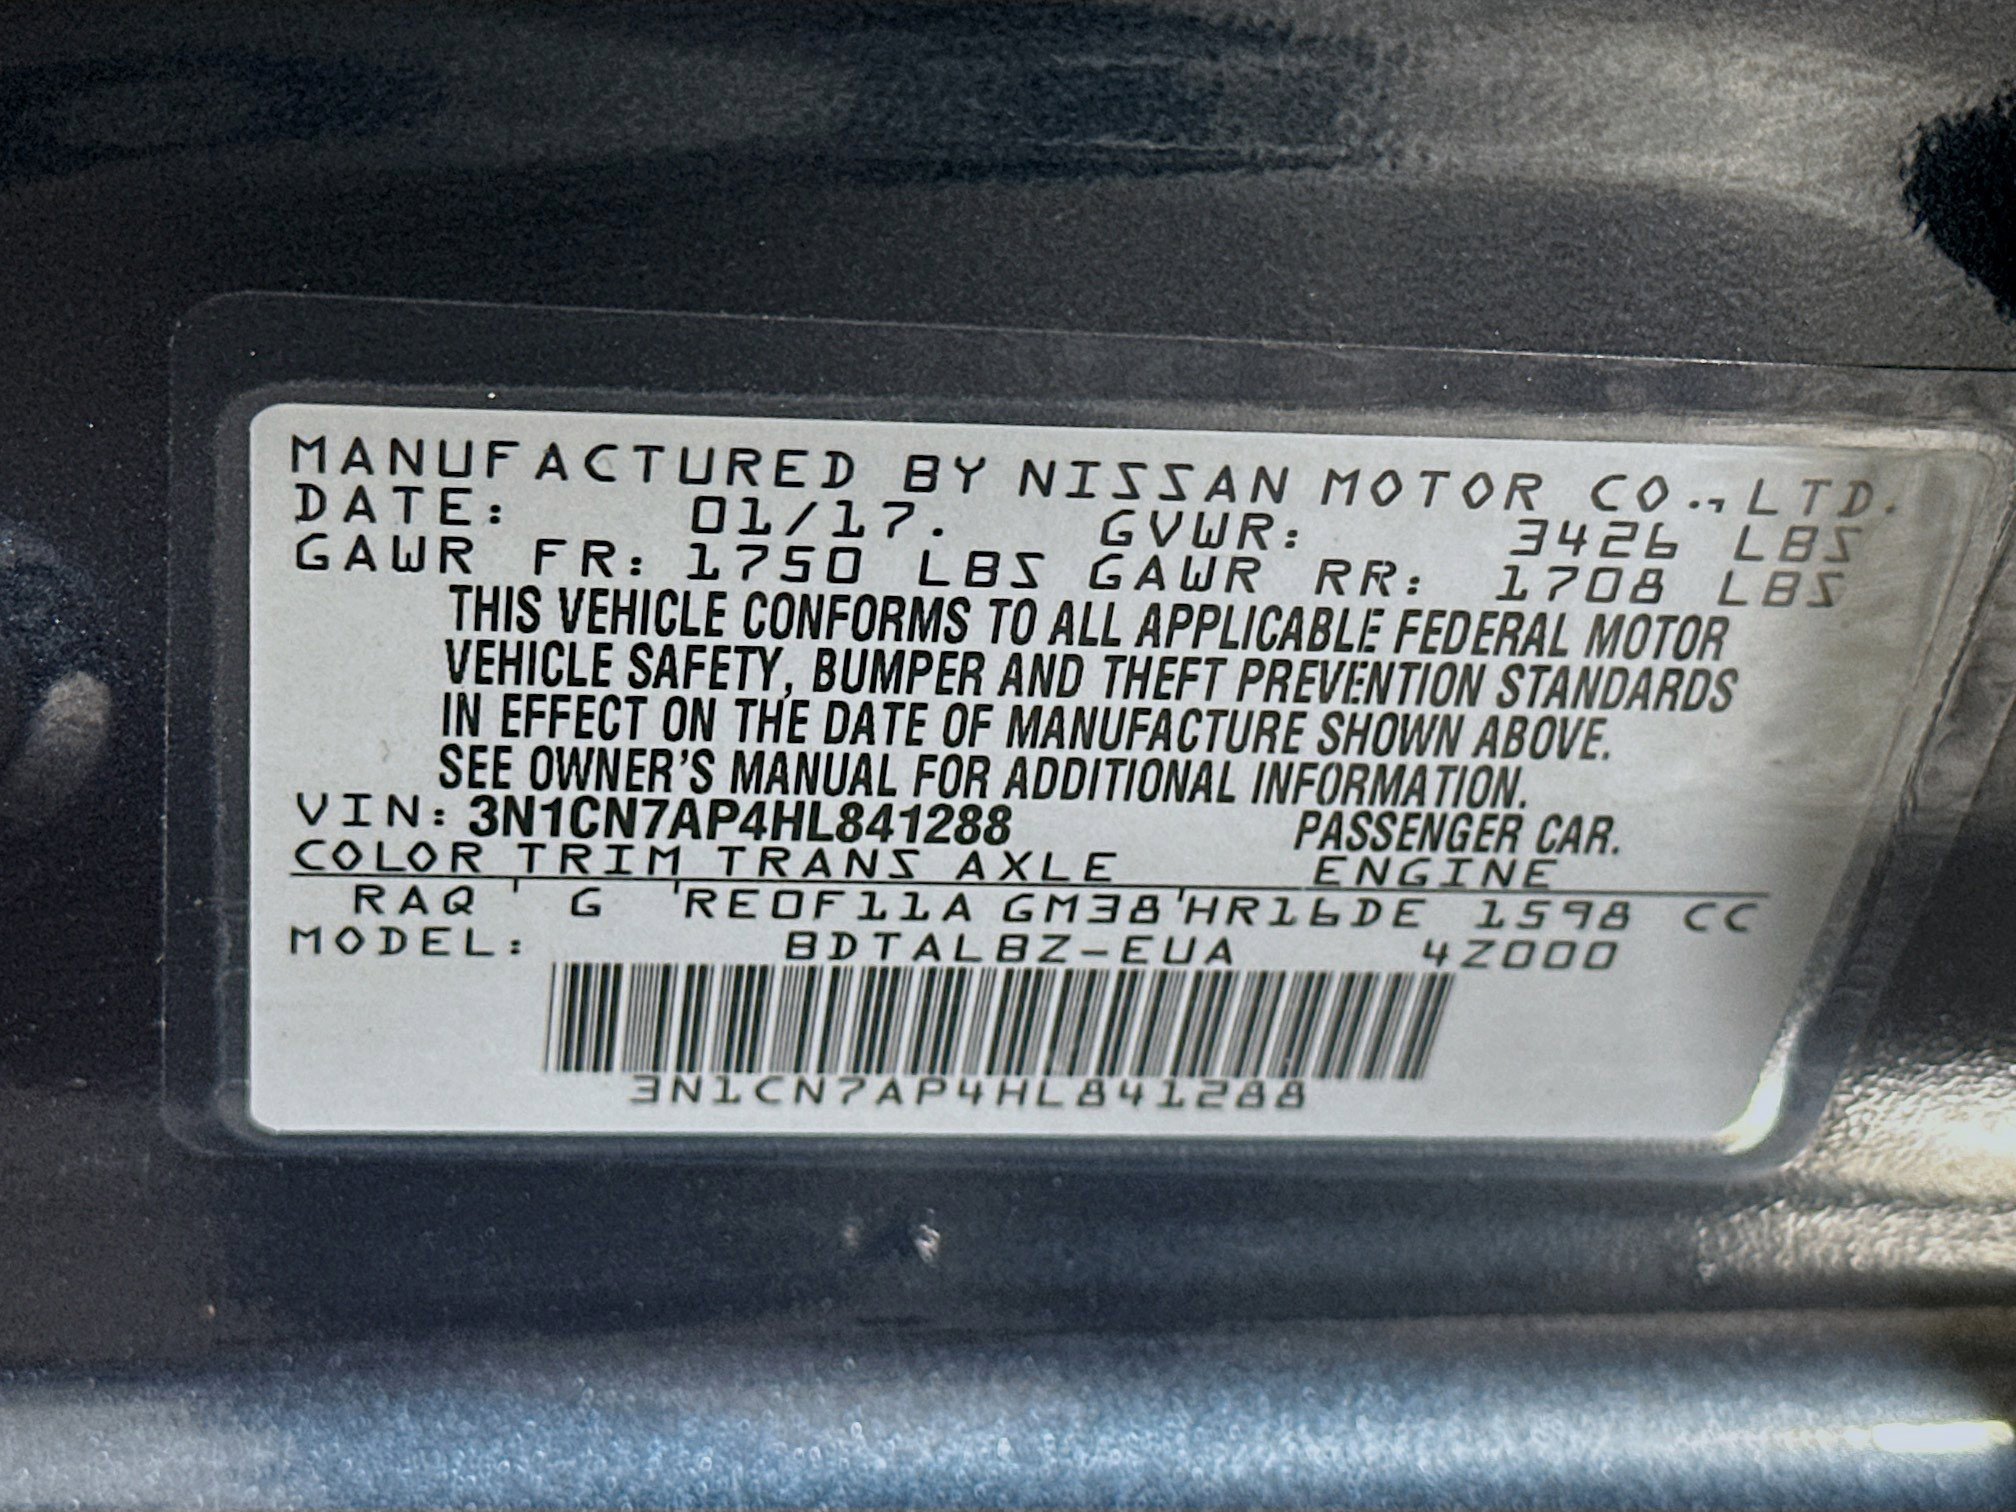 MANUFACTURED BY NISSAN MOTOR CO., LTD.
DATE: 01/17. GVWR: 3426 LBS
GAWR FR: 1750 LBS GAWR RR: 1708 LBS
THIS VEHICLE CONFORMS TO ALL APPLICABLE FEDERAL MOTOR
VEHICLE SAFETY, BUMPER AND THEFT PREVENTION STANDARDS
IN EFFECT ON THE DATE OF MANUFACTURE SHOWN ABOVE.
SEE OWNER'S MANUAL FOR ADDITIONAL INFORMATION.
VIN: 3N1CN7AP4HL841288 PASSENGER CAR.
COLOR TRIM TRANS AXLE ENGINE
RAQ ' G 'RE0F11A GM38'HR16DE 1598 CC
MODEL: BDTALBZ-EUA 4Z000
3N1CN7AP4HL841288